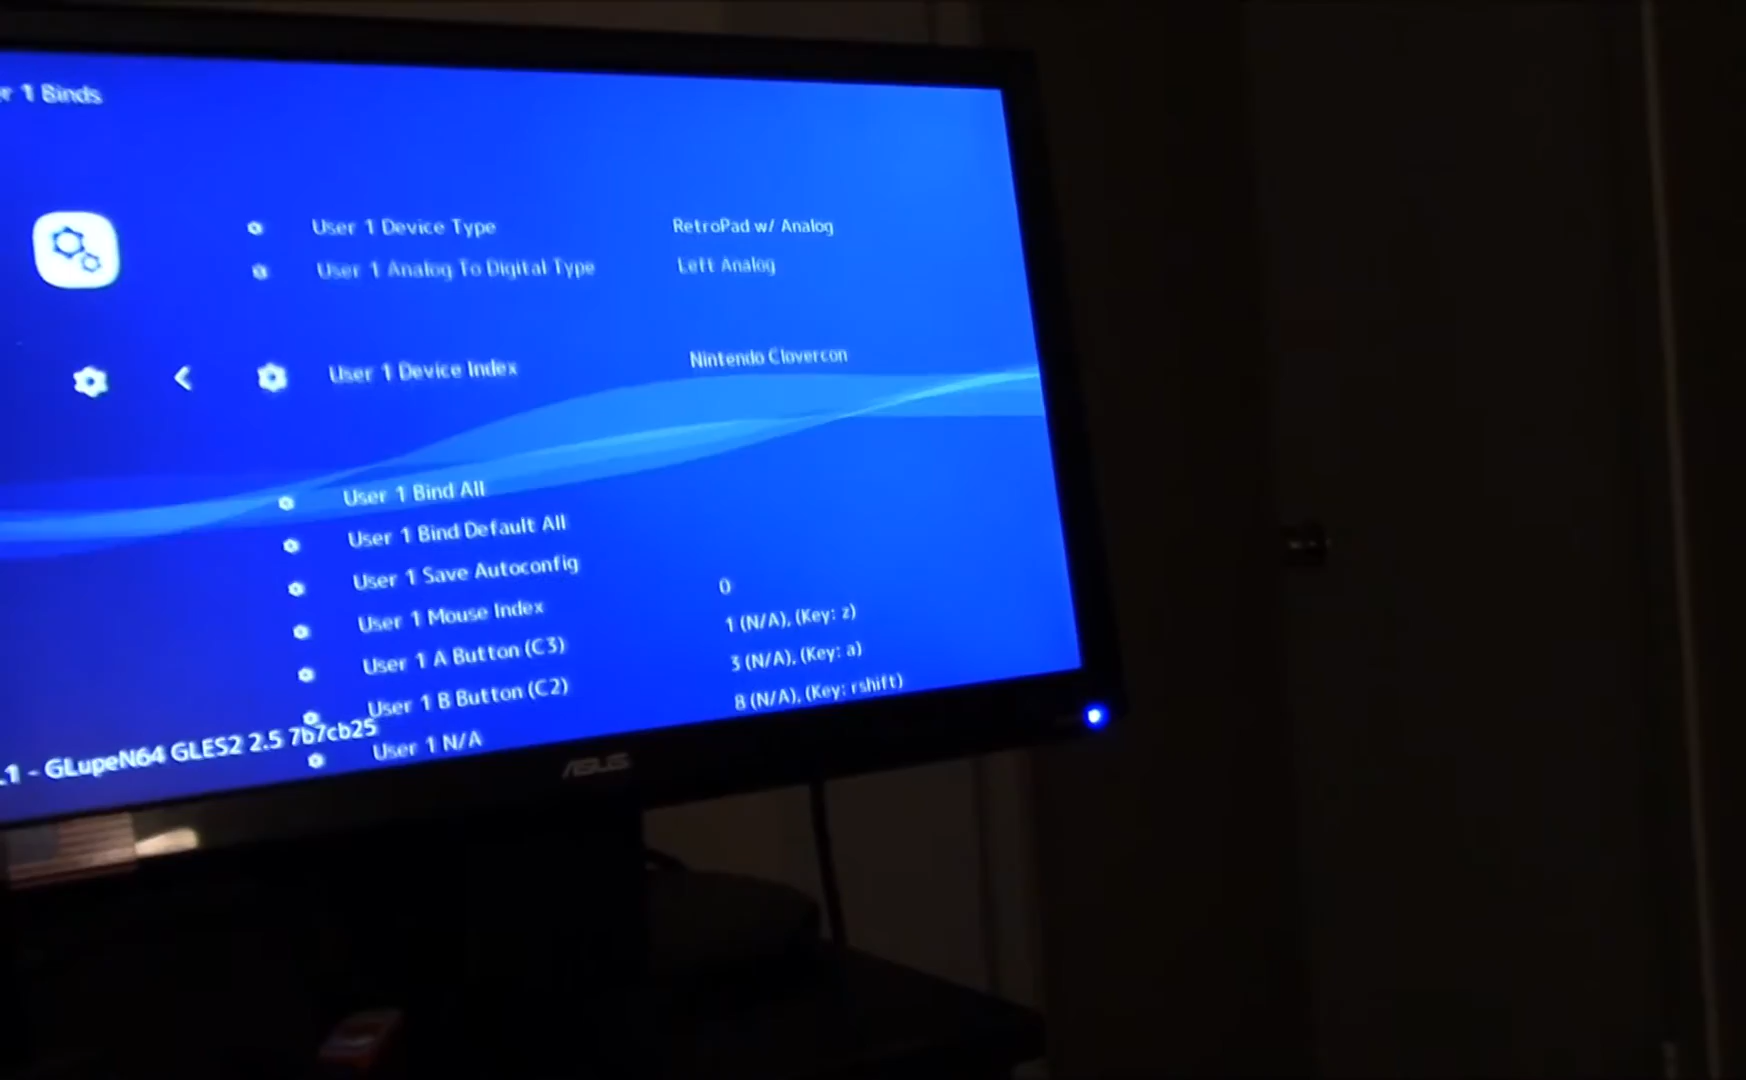 r 1 Binds
User 1 Device Type RetroPad w/ Analog
User 1 Analog To Digital Type Left Analog
User 1 Device Index Nintendo Clovercon
User 1 Bind All
User 1 Bind Default All
User 1 Save Autoconfig
User 1 Mouse Index 0
User 1 A Button (C3) 1 (N/A), (Key: z)
User 1 B Button (C2) 3 (N/A), (Key: a)
User 1 N/A 8 (N/A), (Key: rshift)
.1 - GLupeN64 GLES2 2.5 7b7cb25
ASUS